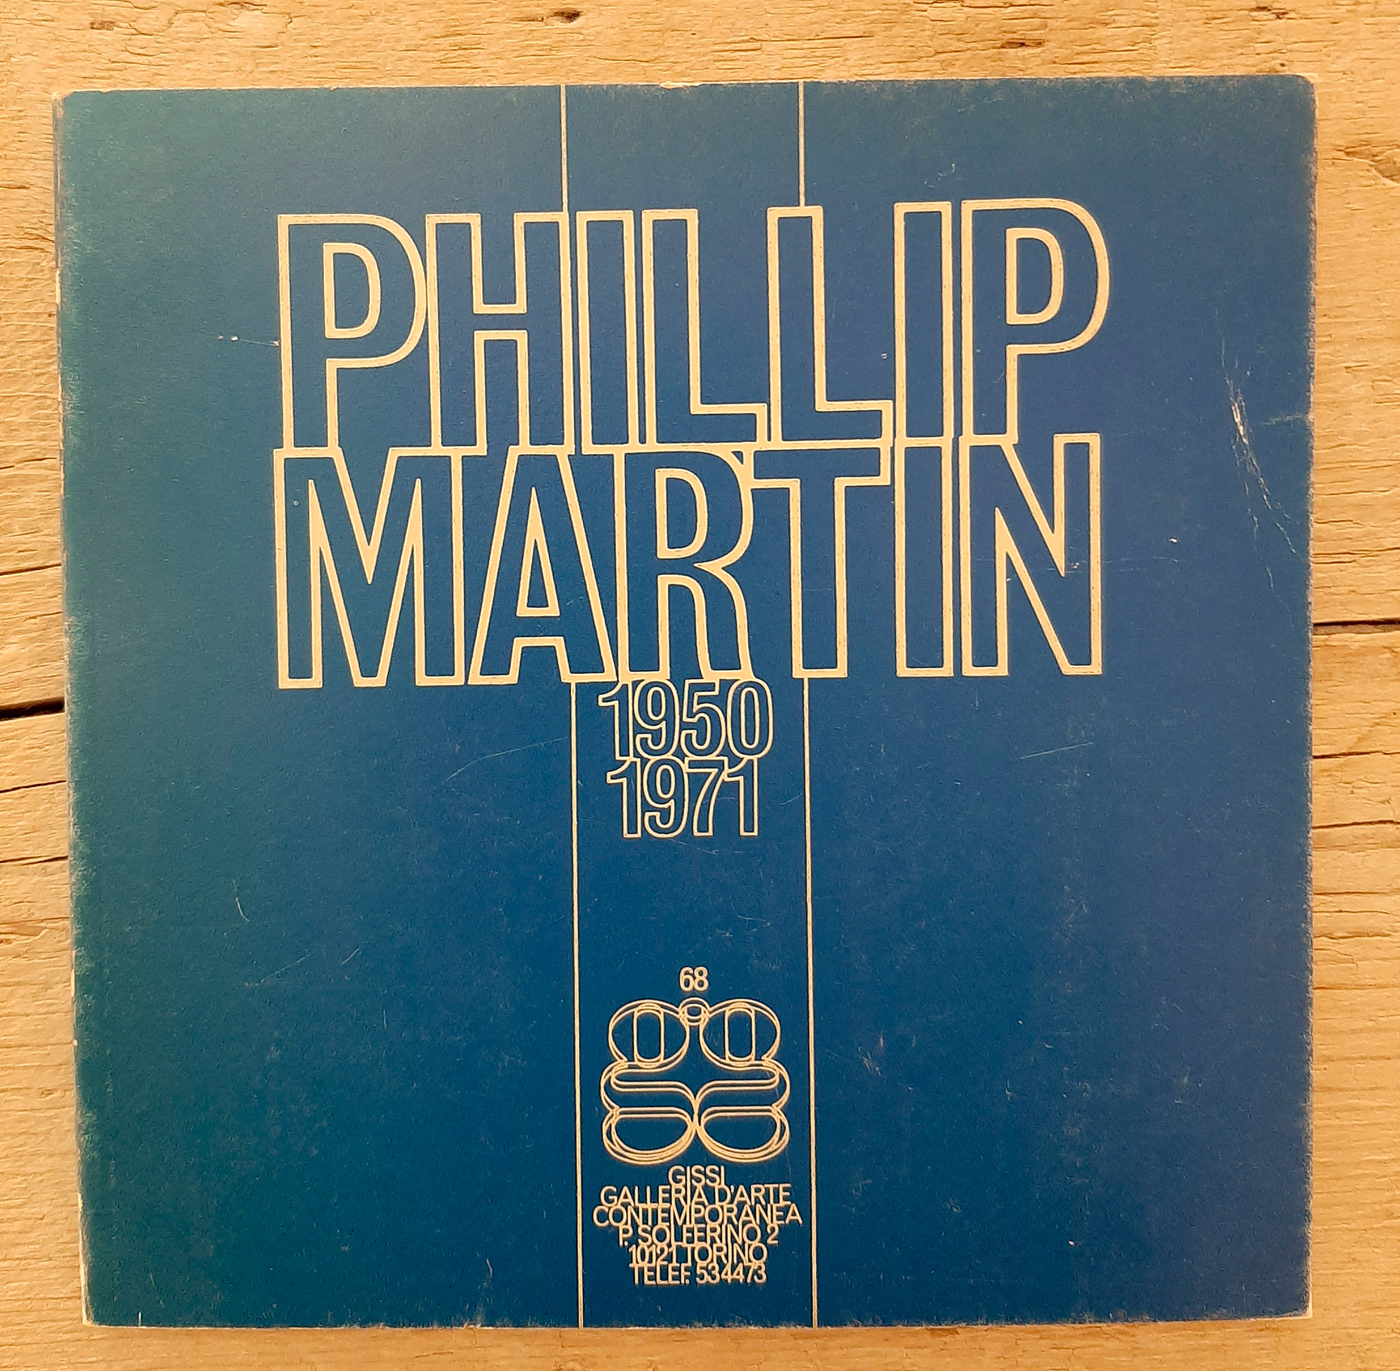 PHILLIP
MARTIN
1950
1971
68
GISSI
GALLERIA D'ARTE
CONTEMPORANEA
P. SOLFERINO 2
10121 TORINO
TELEF. 534473